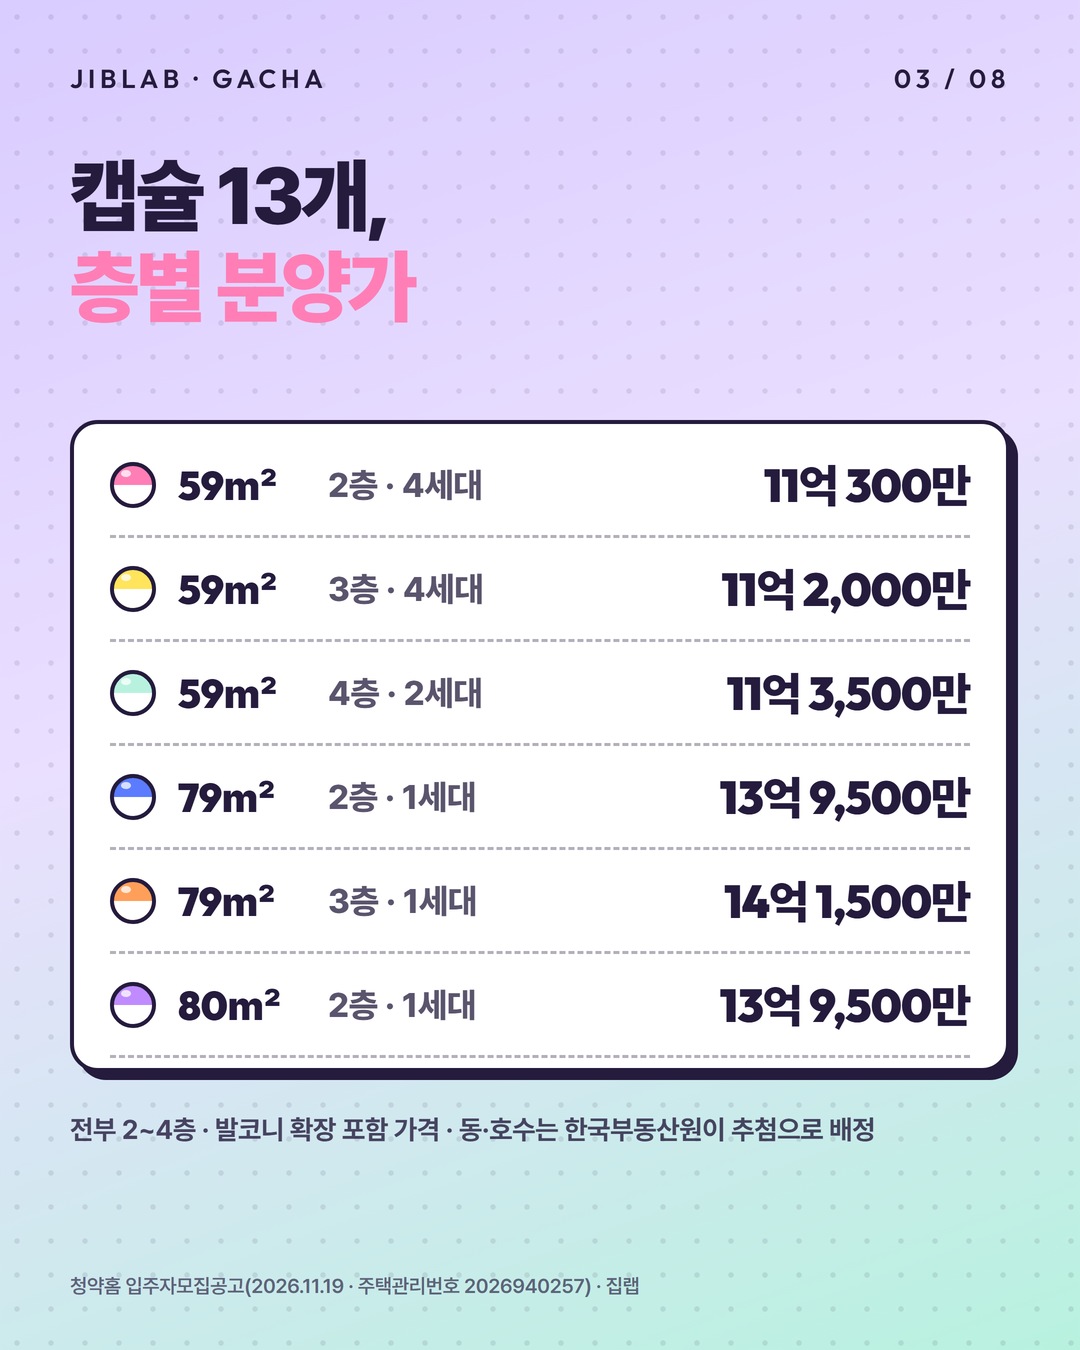 JIBLAB · GACHA
03 / 08
캡슐 13개,
층별 분양가
59m² 2층 · 4세대 11억 300만
59m² 3층 · 4세대 11억 2,000만
59m² 4층 · 2세대 11억 3,500만
79m² 2층 · 1세대 13억 9,500만
79m² 3층 · 1세대 14억 1,500만
80m² 2층 · 1세대 13억 9,500만
전부 2~4층 · 발코니 확장 포함 가격 · 동·호수는 한국부동산원이 추첨으로 배정
청약홈 입주자모집공고(2026.11.19 · 주택관리번호 2026940257) · 집랩